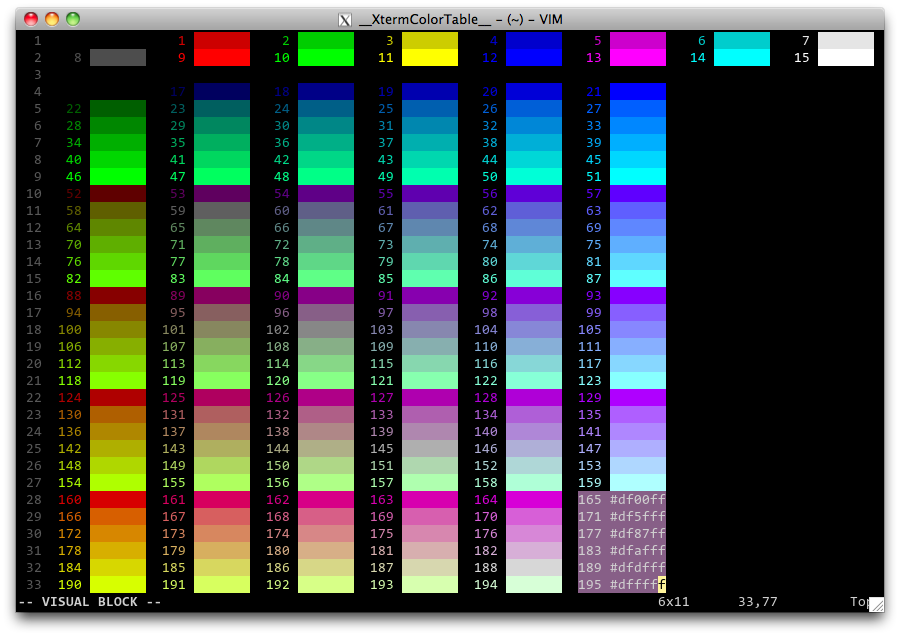 __XtermColorTable__ - (~) - VIM
1 1 2 3 4 5 6 7
2 8 9 10 11 12 13 14 15
3
4 17 18 19 20 21
5 22 23 24 25 26 27
6 28 29 30 31 32 33
7 34 35 36 37 38 39
8 40 41 42 43 44 45
9 46 47 48 49 50 51
10 52 53 54 55 56 57
11 58 59 60 61 62 63
12 64 65 66 67 68 69
13 70 71 72 73 74 75
14 76 77 78 79 80 81
15 82 83 84 85 86 87
16 88 89 90 91 92 93
17 94 95 96 97 98 99
18 100 101 102 103 104 105
19 106 107 108 109 110 111
20 112 113 114 115 116 117
21 118 119 120 121 122 123
22 124 125 126 127 128 129
23 130 131 132 133 134 135
24 136 137 138 139 140 141
25 142 143 144 145 146 147
26 148 149 150 151 152 153
27 154 155 156 157 158 159
28 160 161 162 163 164 165 #df00ff
29 166 167 168 169 170 171 #df5fff
30 172 173 174 175 176 177 #df87ff
31 178 179 180 181 182 183 #dfafff
32 184 185 186 187 188 189 #dfdfff
33 190 191 192 193 194 195 #dfffff
-- VISUAL BLOCK -- 6x11 33,77 Top